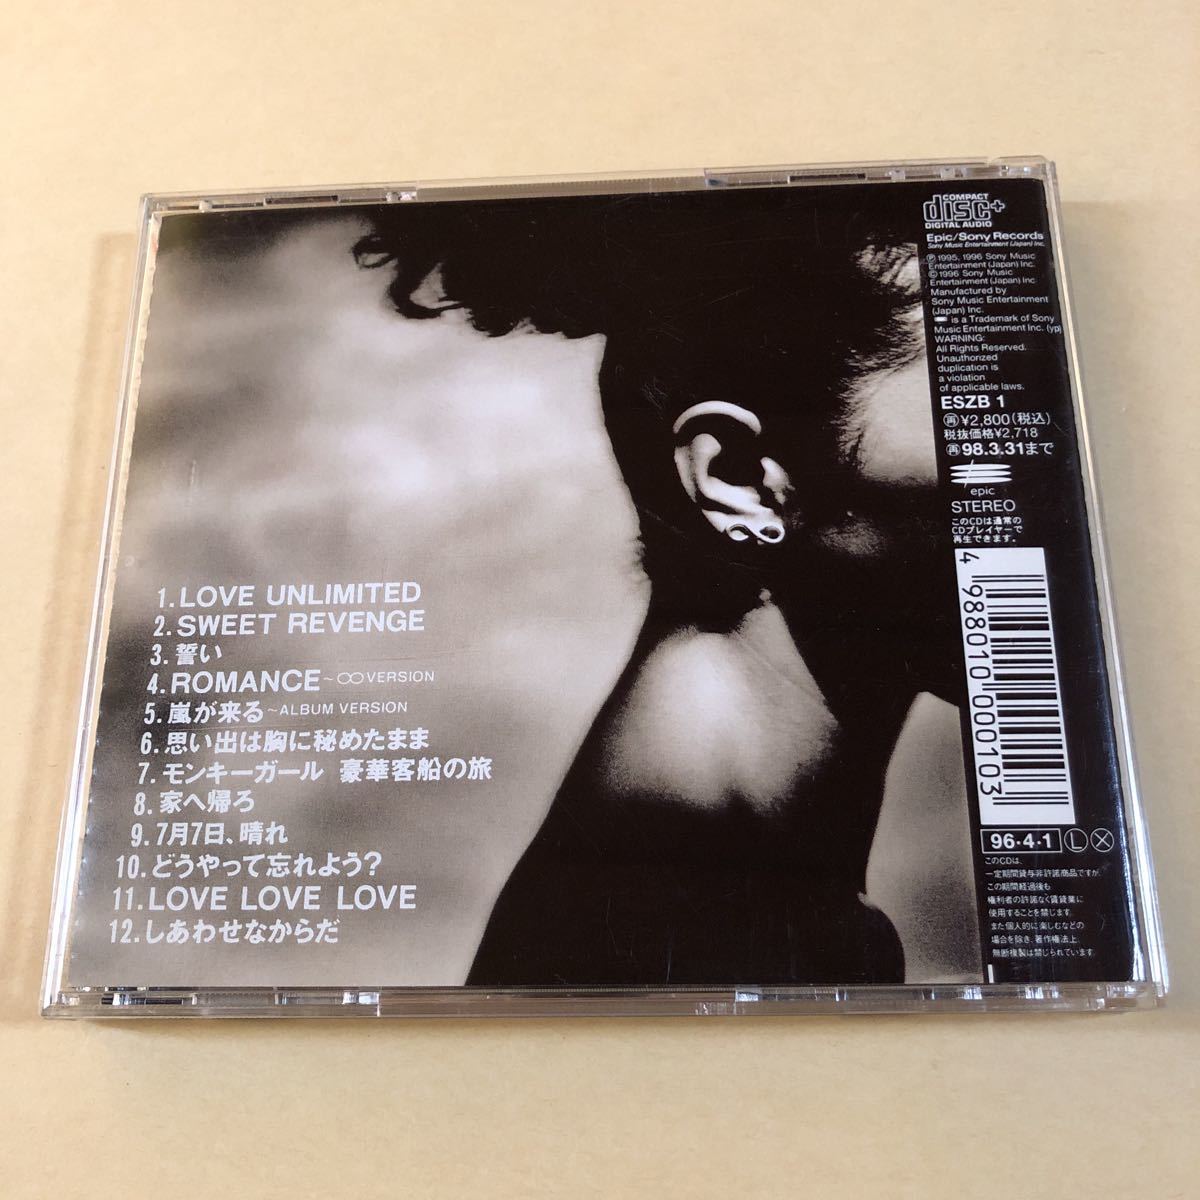 1. LOVE UNLIMITED
2. SWEET REVENGE
3. 誓い
4. ROMANCE ~ ∞ VERSION
5. 嵐が来る ~ ALBUM VERSION
6. 思い出は胸に秘めたまま
7. モンキーガール 豪華客船の旅
8. 家へ帰ろ
9. 7月7日、晴れ
10. どうやって忘れよう?
11. LOVE LOVE LOVE
12. しあわせなからだ
COMPACT
disc+
DIGITAL AUDIO
Epic/Sony Records
Sony Music Entertainment (Japan) Inc.
Ⓟ 1995, 1996 Sony Music
Entertainment (Japan) Inc.
© 1996 Sony Music
Entertainment (Japan) Inc
Manufactured by
Sony Music Entertainment
(Japan) Inc.
is a Trademark of Sony
Music Entertainment Inc. (yp)
WARNING:
All Rights Reserved.
Unauthorized
duplication is
a violation
of applicable laws.
ESZB 1
再 ¥2,800(税込)
税抜価格¥2,718
再 98.3.31まで
epic
STEREO
このCDは通常の
CDプレイヤーで
再生できます。
4 988010 000103
96・4・1 Ⓛ Ⓧ
このCDは、
一定期間貸与非許諾商品ですが、
この期間経過後も
権利者の許諾なく賃貸業に
使用することを禁じます。
また個人的に楽しむなどの
場合を除き、著作権法上、
無断複製は禁じられています。